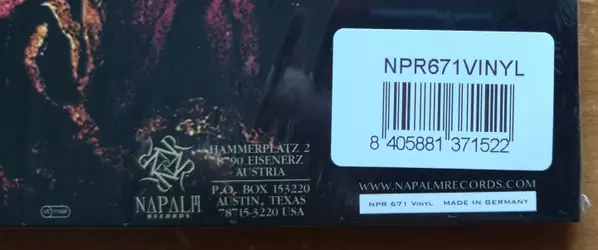 NPR671VINYL
8 405881 371522
HAMMERPLATZ 2
8790 EISENERZ
AUSTRIA
P.O. BOX 153220
AUSTIN, TEXAS
78715-3220 USA
NAPALM
RECORDS
WWW.NAPALMRECORDS.COM
NPR 671 VINYL MADE IN GERMANY